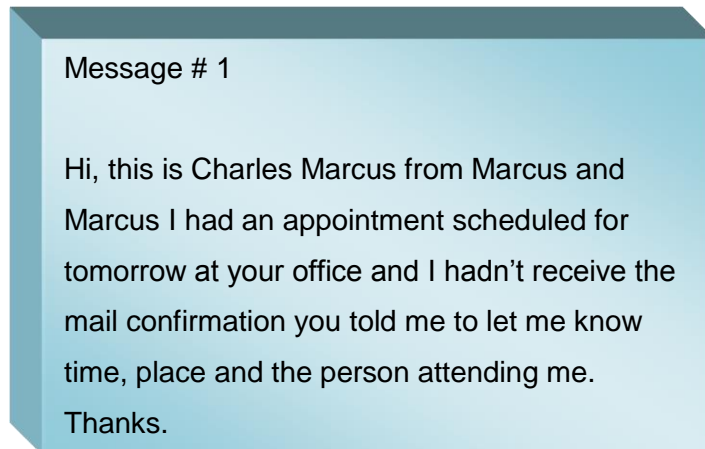 Message # 1
Hi, this is Charles Marcus from Marcus and
Marcus I had an appointment scheduled for
tomorrow at your office and I hadn’t receive the
mail confirmation you told me to let me know
time, place and the person attending me.
Thanks.